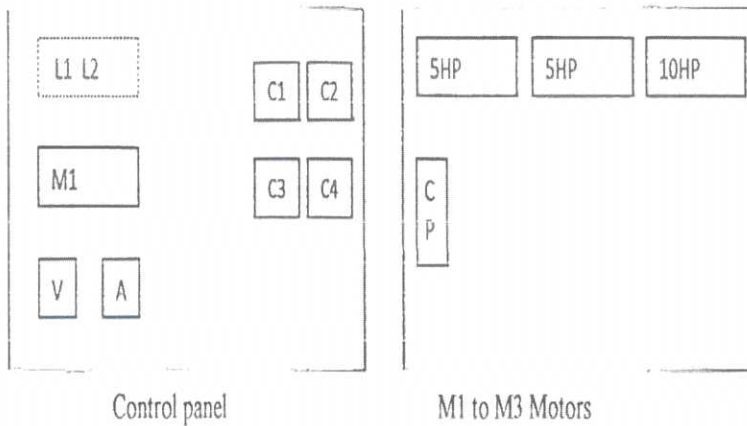 L1 L2
C1 C2
M1
C3 C4
V A
5HP 5HP 10HP
C
P
Control panel
M1 to M3 Motors